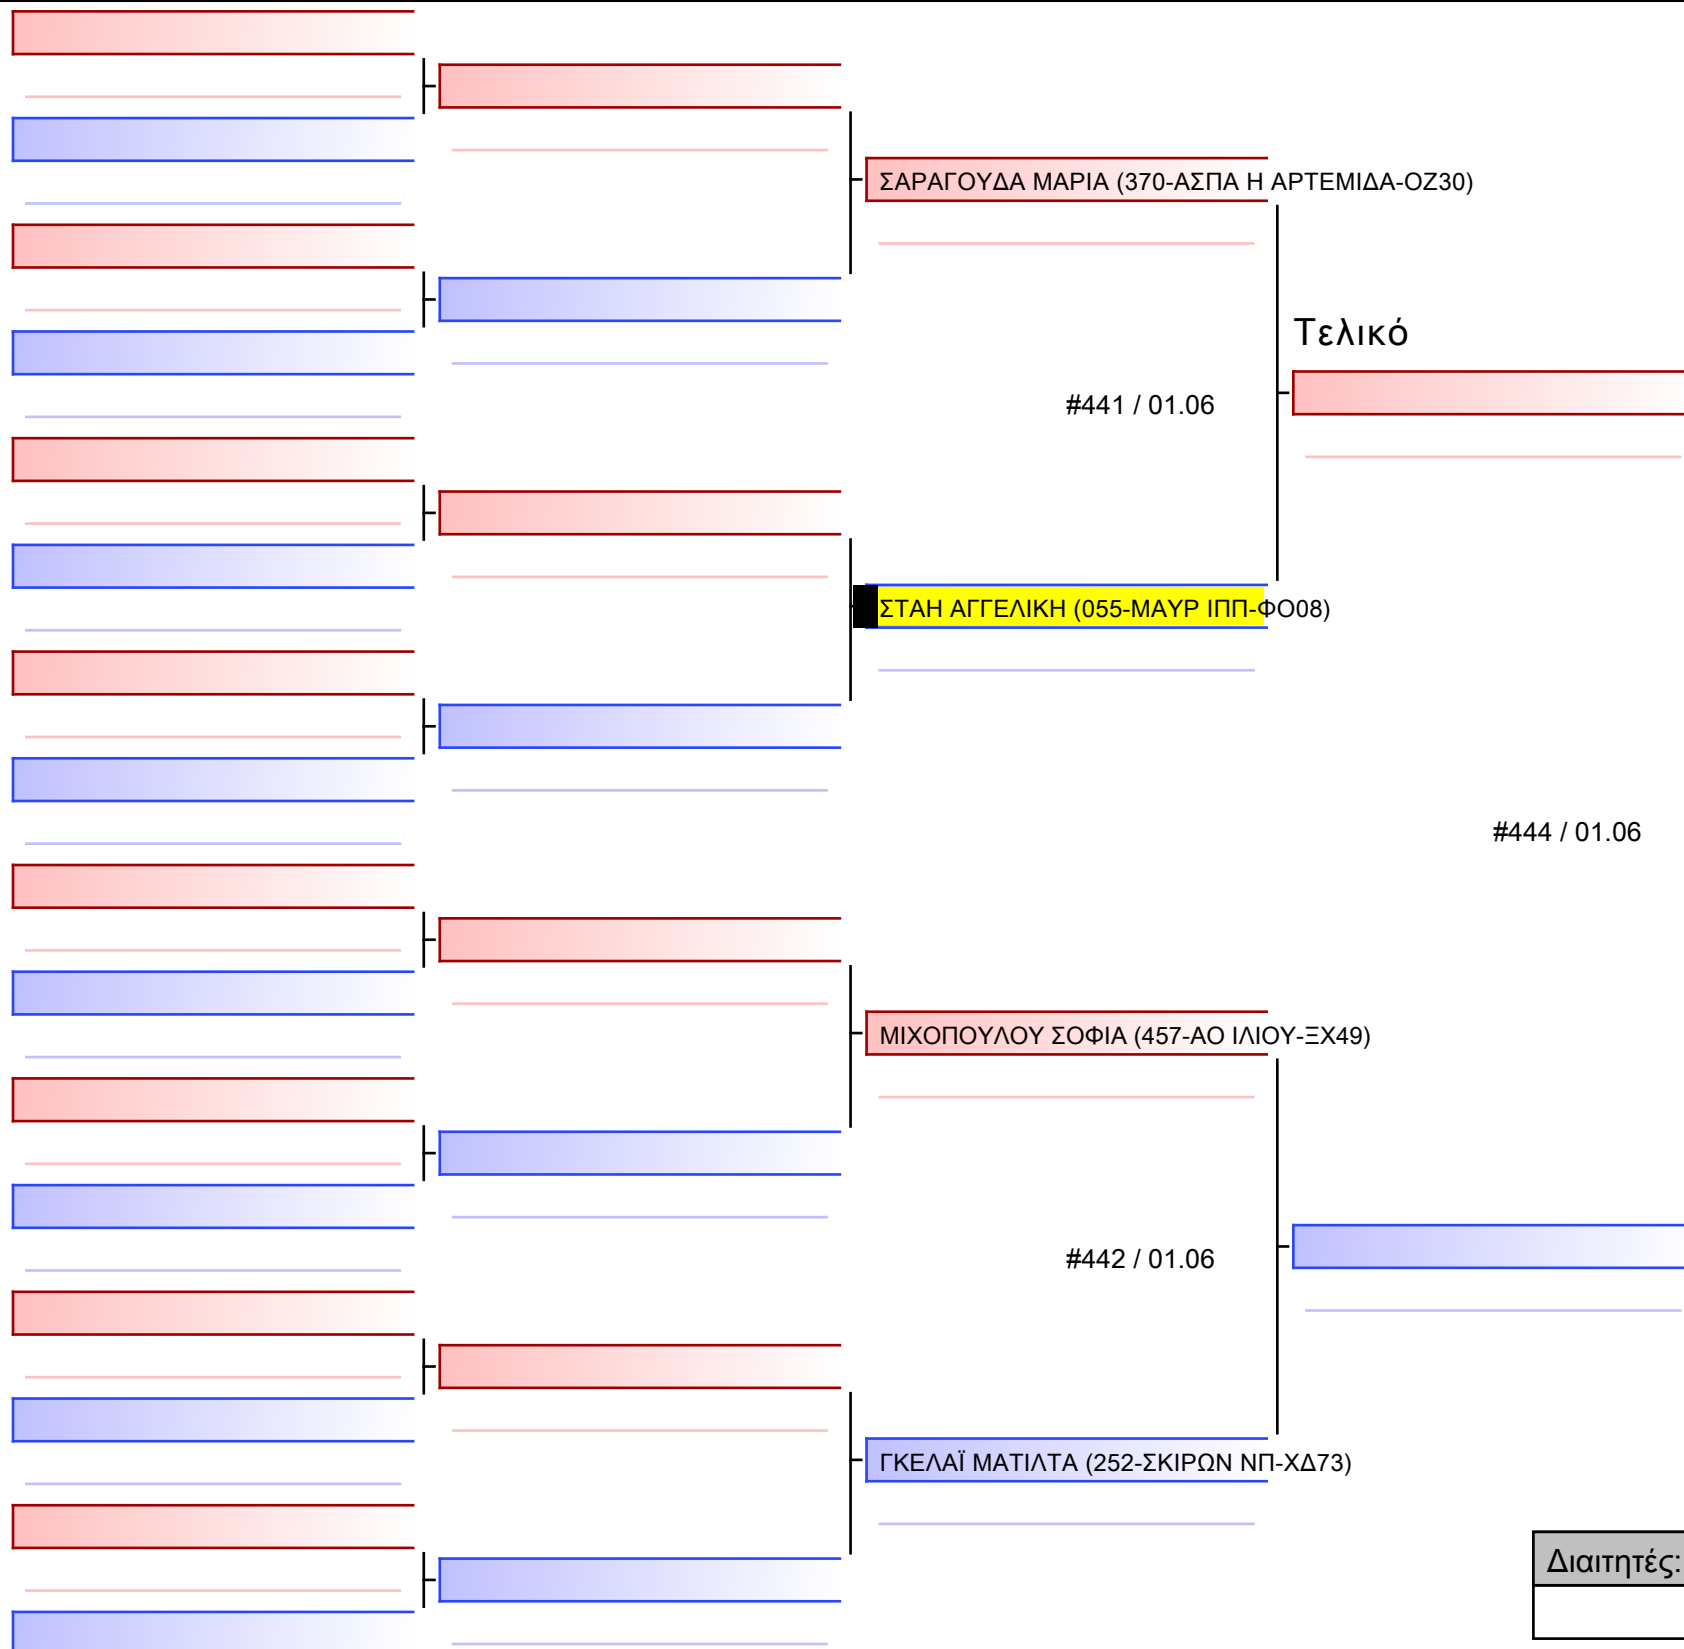 ΣΑΡΑΓΟΥΔΑ ΜΑΡΙΑ (370-ΑΣΠΑ Η ΑΡΤΕΜΙΔΑ-ΟΖ30)
Τελικό
#441 / 01.06
ΣΤΑΗ ΑΓΓΕΛΙΚΗ (055-ΜΑΥΡ ΙΠΠ-ΦΟ08)
#444 / 01.06
ΜΙΧΟΠΟΥΛΟΥ ΣΟΦΙΑ (457-ΑΟ ΙΛΙΟΥ-ΞΧ49)
#442 / 01.06
ΓΚΕΛΑΪ ΜΑΤΙΛΤΑ (252-ΣΚΙΡΩΝ ΝΠ-ΧΔ73)
Διαιτητές: